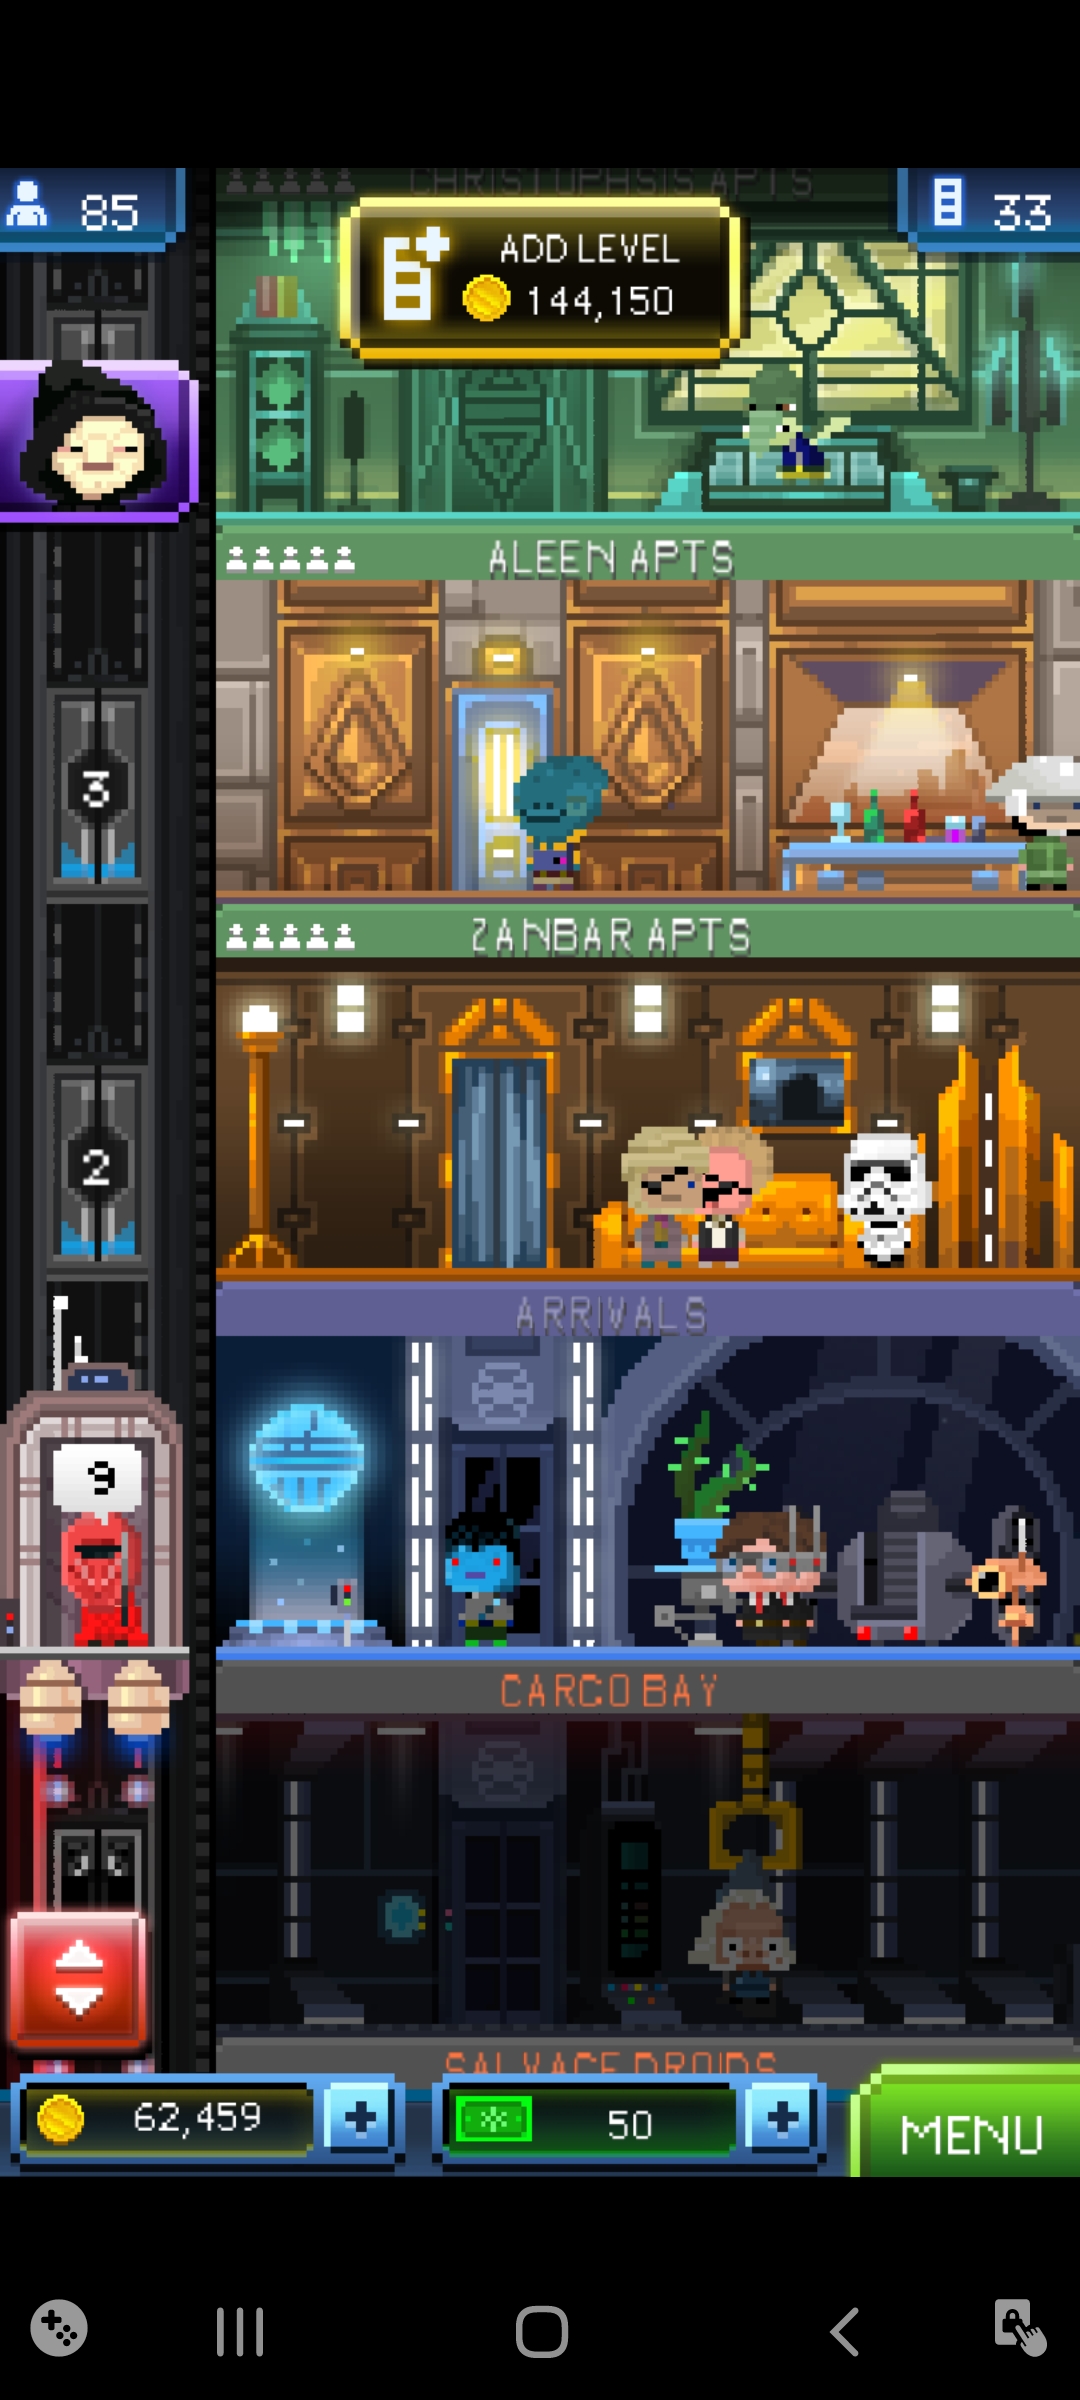 CHRISTOPHSIS APTS
85
33
ADD LEVEL
144,150
ALEEN APTS
3
ZANBAR APTS
2
ARRIVALS
9
CARGO BAY
SALVAGE DROIDS
62,459
50
MENU